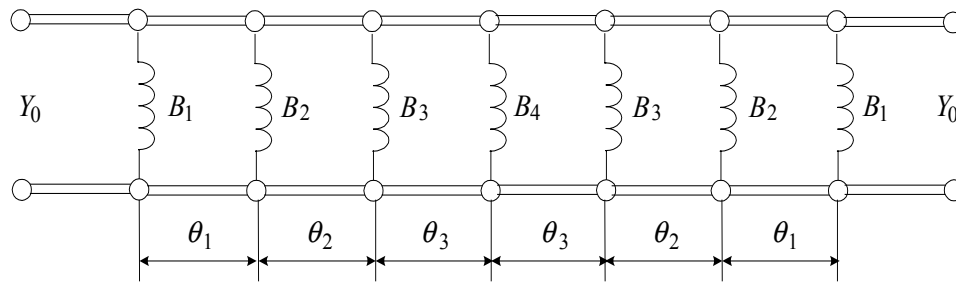 Y₀ B₁ B₂ B₃ B₄ B₃ B₂ B₁ Y₀
θ₁ θ₂ θ₃ θ₃ θ₂ θ₁